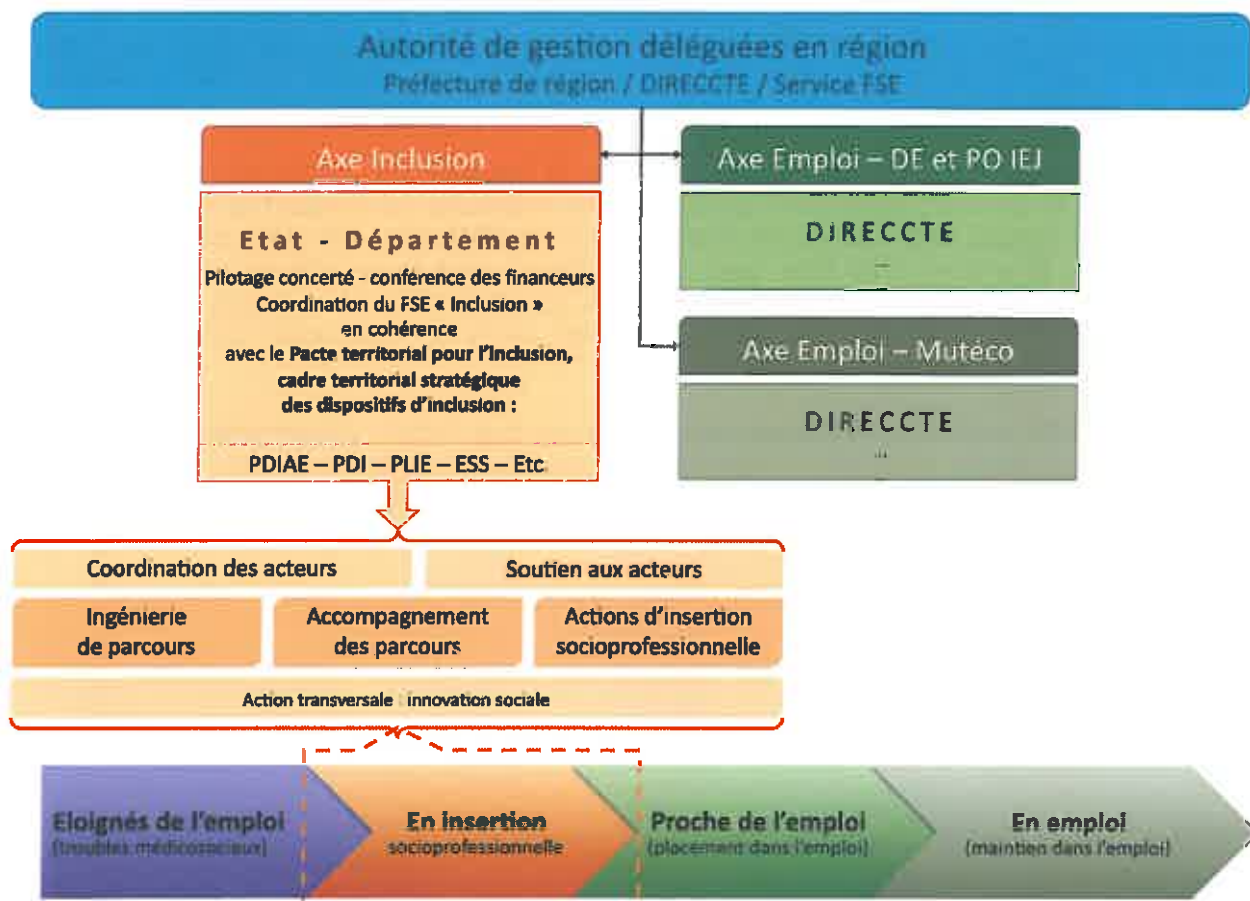 Autorité de gestion déléguées en région
Préfecture de région / DIRECCTE / Service FSE
Axe Inclusion
Axe Emploi – DE et PO IEJ
Etat - Département
Pilotage concerté - conférence des financeurs
Coordination du FSE « Inclusion »
en cohérence
avec le Pacte territorial pour l'Inclusion,
cadre territorial stratégique
des dispositifs d'inclusion :
PDIAE – PDI – PLIE – ESS – Etc
DIRECCTE
...
Axe Emploi – Mutéco
DIRECCTE
...
Coordination des acteurs
Soutien aux acteurs
Ingénierie
de parcours
Accompagnement
des parcours
Actions d'insertion
socioprofessionnelle
Action transversale : innovation sociale
Eloignés de l'emploi
(troubles médicosociaux)
En insertion
socioprofessionnelle
Proche de l'emploi
(placement dans l'emploi)
En emploi
(maintien dans l'emploi)